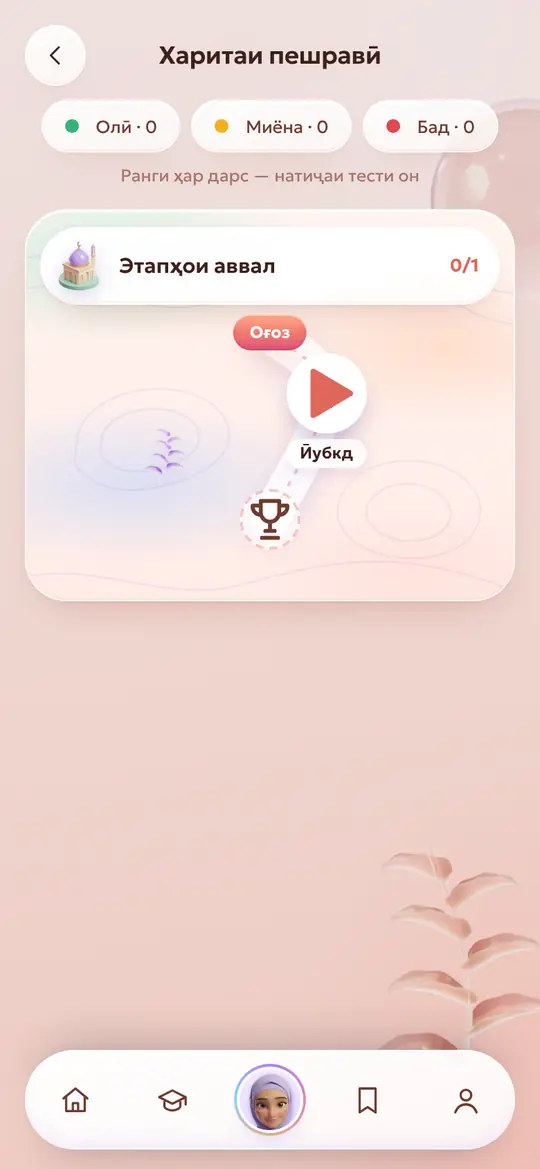 Харитаи пешравӣ
Олӣ · 0
Миёна · 0
Бад · 0
Ранги ҳар дарс — натиҷаи тести он
Этапҳои аввал
0/1
Оғоз
Йубкд